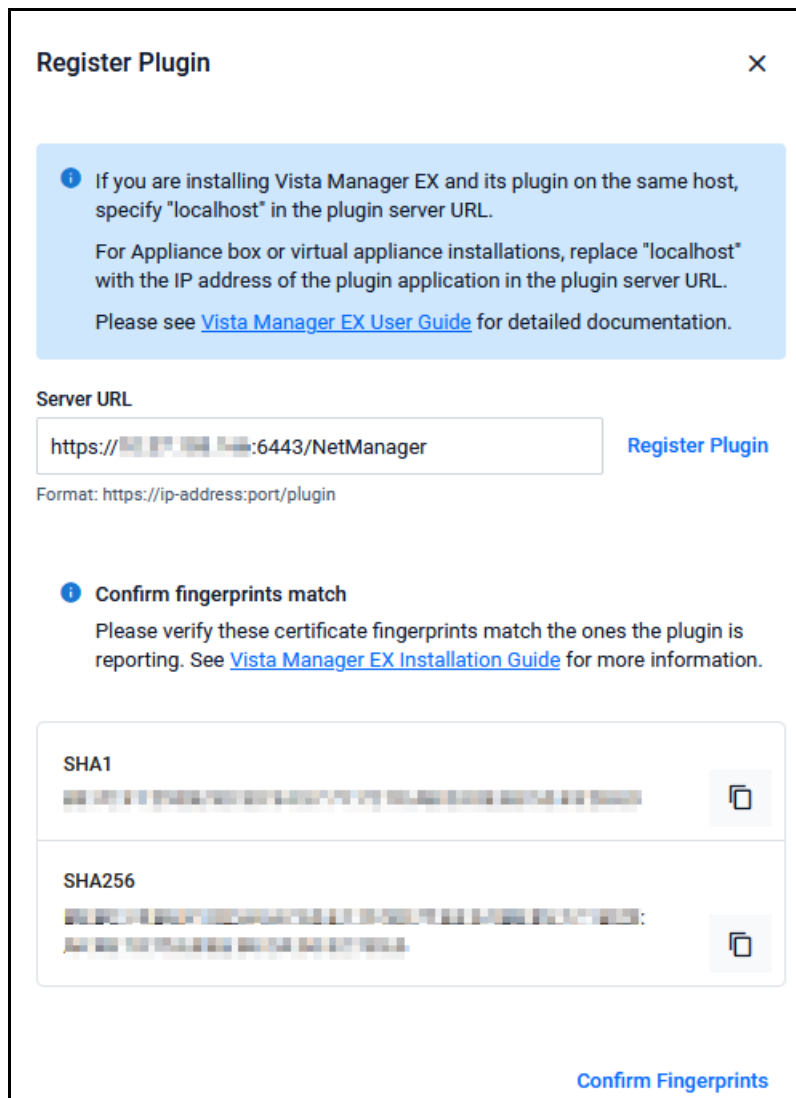 Register Plugin
If you are installing Vista Manager EX and its plugin on the same host,
specify "localhost" in the plugin server URL.
For Appliance box or virtual appliance installations, replace "localhost"
with the IP address of the plugin application in the plugin server URL.
Please see Vista Manager EX User Guide for detailed documentation.
Server URL
https:// :6443/NetManager
Register Plugin
Format: https://ip-address:port/plugin
Confirm fingerprints match
Please verify these certificate fingerprints match the ones the plugin is
reporting. See Vista Manager EX Installation Guide for more information.
SHA1
SHA256
Confirm Fingerprints